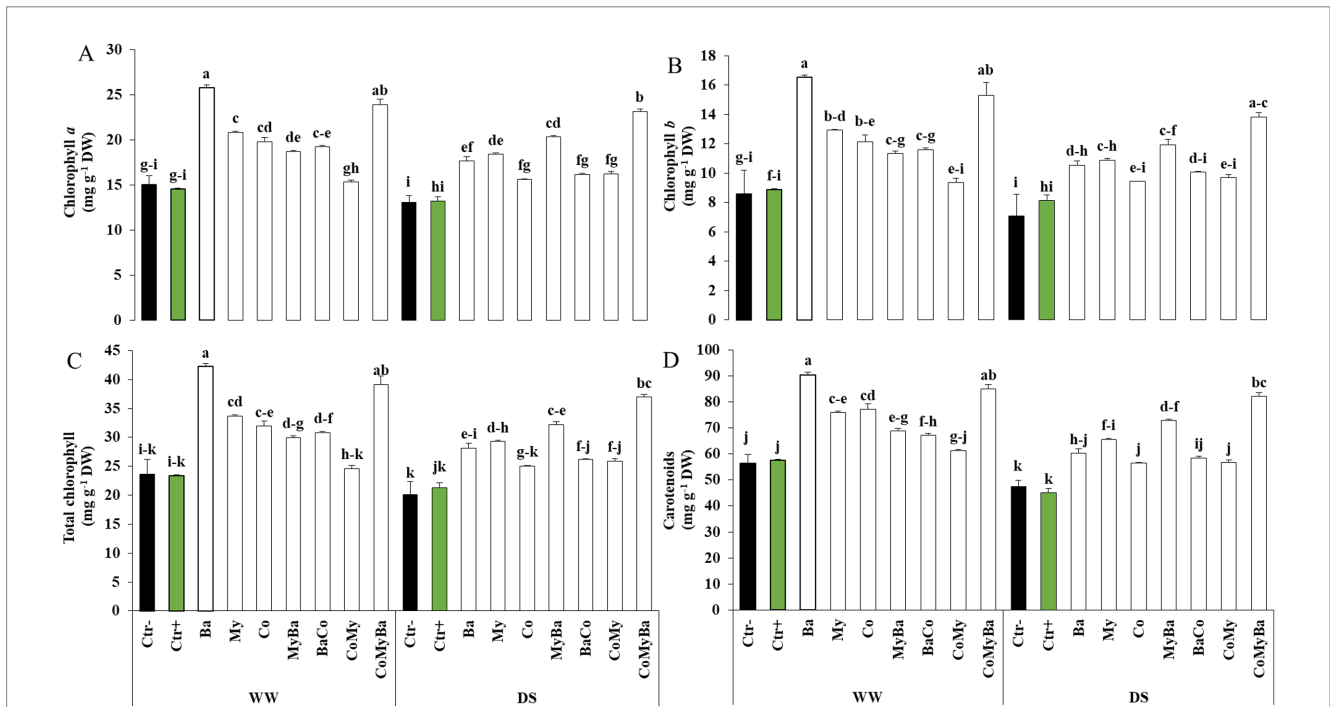 A
Chlorophyll a
(mg g-1 DW)
30
25
20
15
10
5
0
g-i
g-i
a
c
cd
de
c-e
gh
ab
i
hi
ef
de
fg
cd
fg
fg
b
B
Chlorophyll b
(mg g-1 DW)
18
16
14
12
10
8
6
4
2
0
g-i
f-i
a
b-d
b-e
c-g
c-g
e-i
ab
i
hi
d-h
c-h
e-i
c-f
d-i
e-i
a-c
C
Total chlorophyll
(mg g-1 DW)
45
40
35
30
25
20
15
10
5
0
i-k
i-k
a
cd
c-e
d-g
d-f
h-k
ab
k
jk
e-i
d-h
g-k
c-e
f-j
f-j
bc
Ctr-
Ctr+
Ba
My
Co
MyBa
BaCo
CoMy
CoMyBa
Ctr-
Ctr+
Ba
My
Co
MyBa
BaCo
CoMy
CoMyBa
WW
DS
D
Carotenoids
(mg g-1 DW)
100
90
80
70
60
50
40
30
20
10
0
j
j
a
c-e
cd
e-g
f-h
g-j
ab
k
k
h-j
f-i
j
d-f
ij
j
bc
Ctr-
Ctr+
Ba
My
Co
MyBa
BaCo
CoMy
CoMyBa
Ctr-
Ctr+
Ba
My
Co
MyBa
BaCo
CoMy
CoMyBa
WW
DS